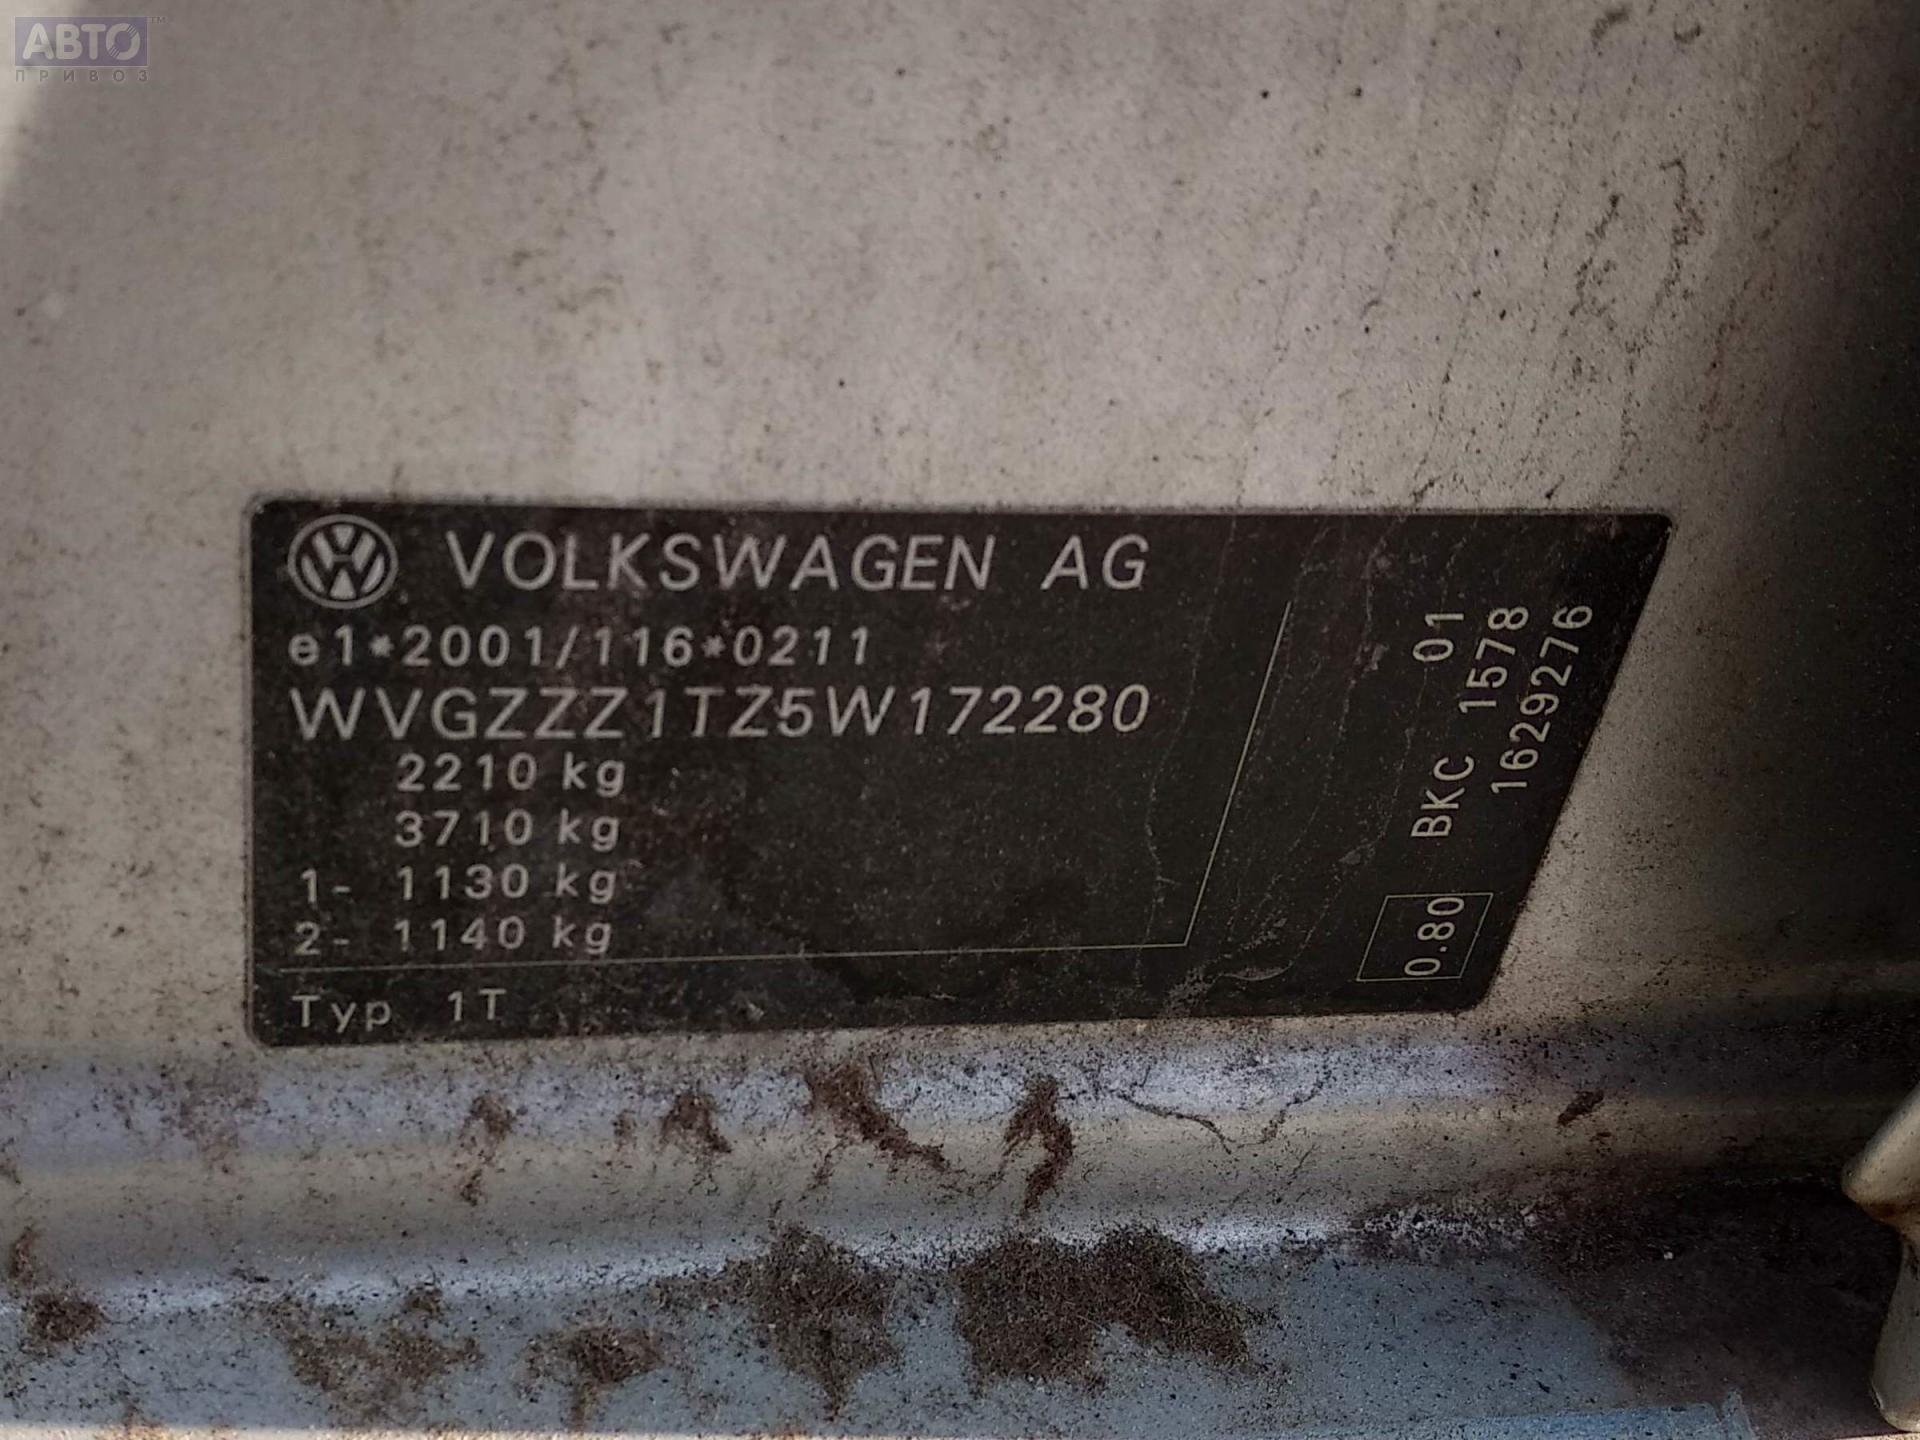 АВТО™
ПРИВОЗ
VOLKSWAGEN AG
e1*2001/116*0211
WVGZZZ1TZ5W172280
2210 kg
3710 kg
1- 1130 kg
2- 1140 kg
Typ 1T
0.80 BKC 01
1578
1629276